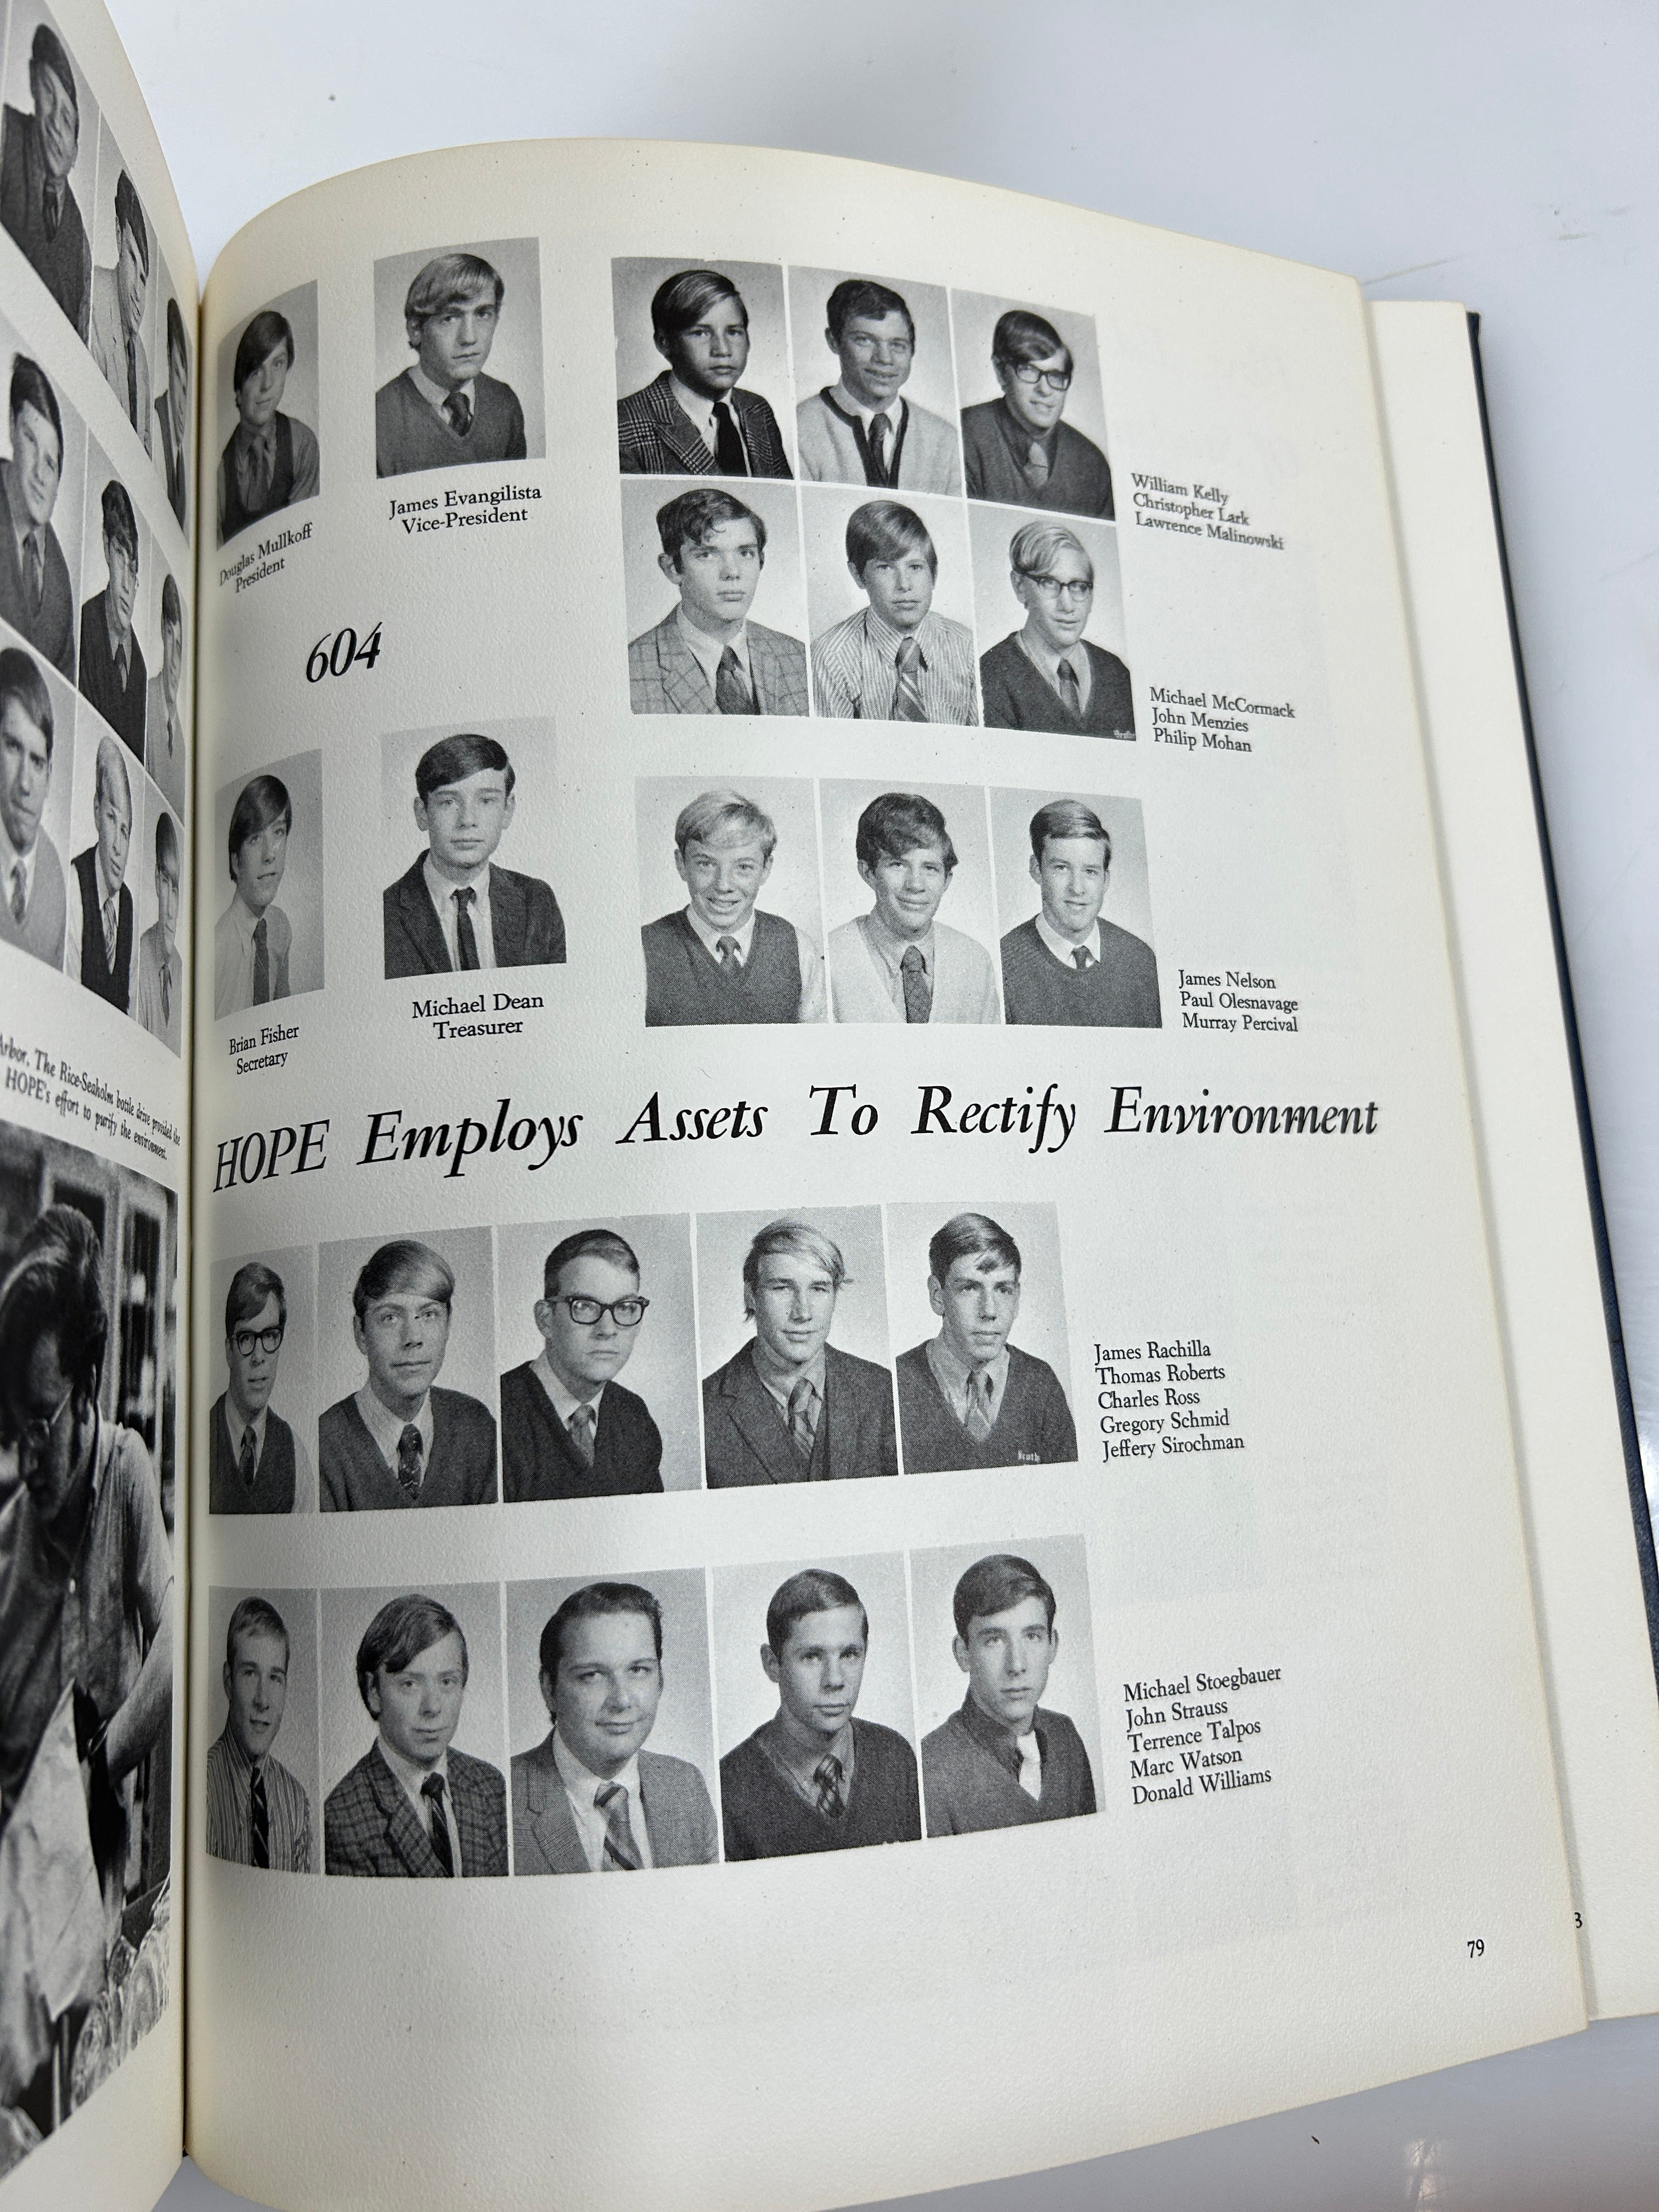 Arbor, The Rice-Seaholm bottle drive provided the
HOPE's effort to purify the environment.
Douglas Mullkoff
President
James Evangilista
Vice-President
William Kelly
Christopher Lark
Lawrence Malinowski
604
Michael McCormack
John Menzies
Philip Mohan
Brian Fisher
Secretary
Michael Dean
Treasurer
James Nelson
Paul Olesnavage
Murray Percival
HOPE Employs Assets To Rectify Environment
James Rachilla
Thomas Roberts
Charles Ross
Gregory Schmid
Jeffery Sirochman
Michael Stoegbauer
John Strauss
Terrence Talpos
Marc Watson
Donald Williams
79